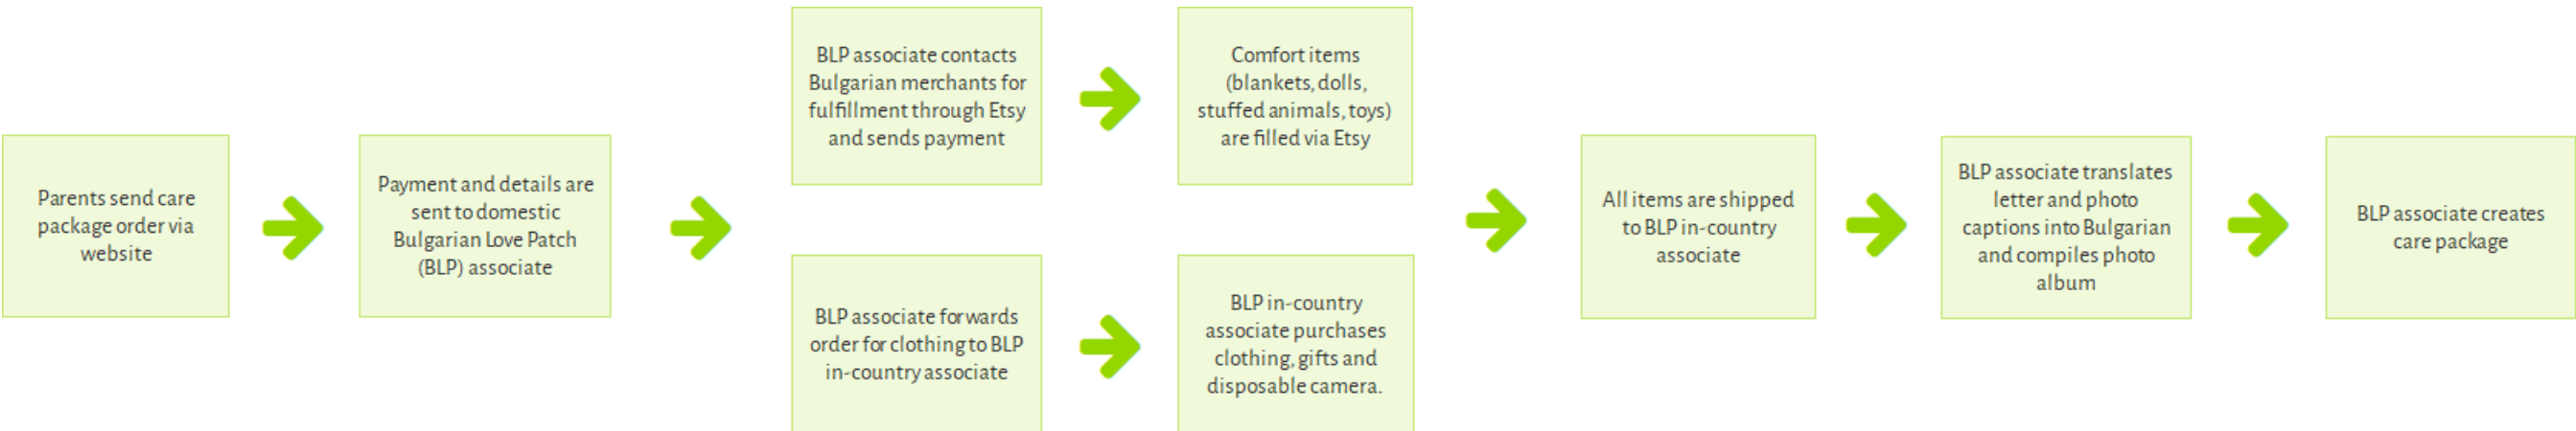 Parents send care
package order via
website
Payment and details are
sent to domestic
Bulgarian Love Patch
(BLP) associate
BLP associate contacts
Bulgarian merchants for
fulfillment through Etsy
and sends payment
Comfort items
(blankets, dolls,
stuffed animals, toys)
are filled via Etsy
BLP associate forwards
order for clothing to BLP
in-country associate
BLP in-country
associate purchases
clothing, gifts and
disposable camera.
All items are shipped
to BLP in-country
associate
BLP associate translates
letter and photo
captions into Bulgarian
and compiles photo
album
BLP associate creates
care package